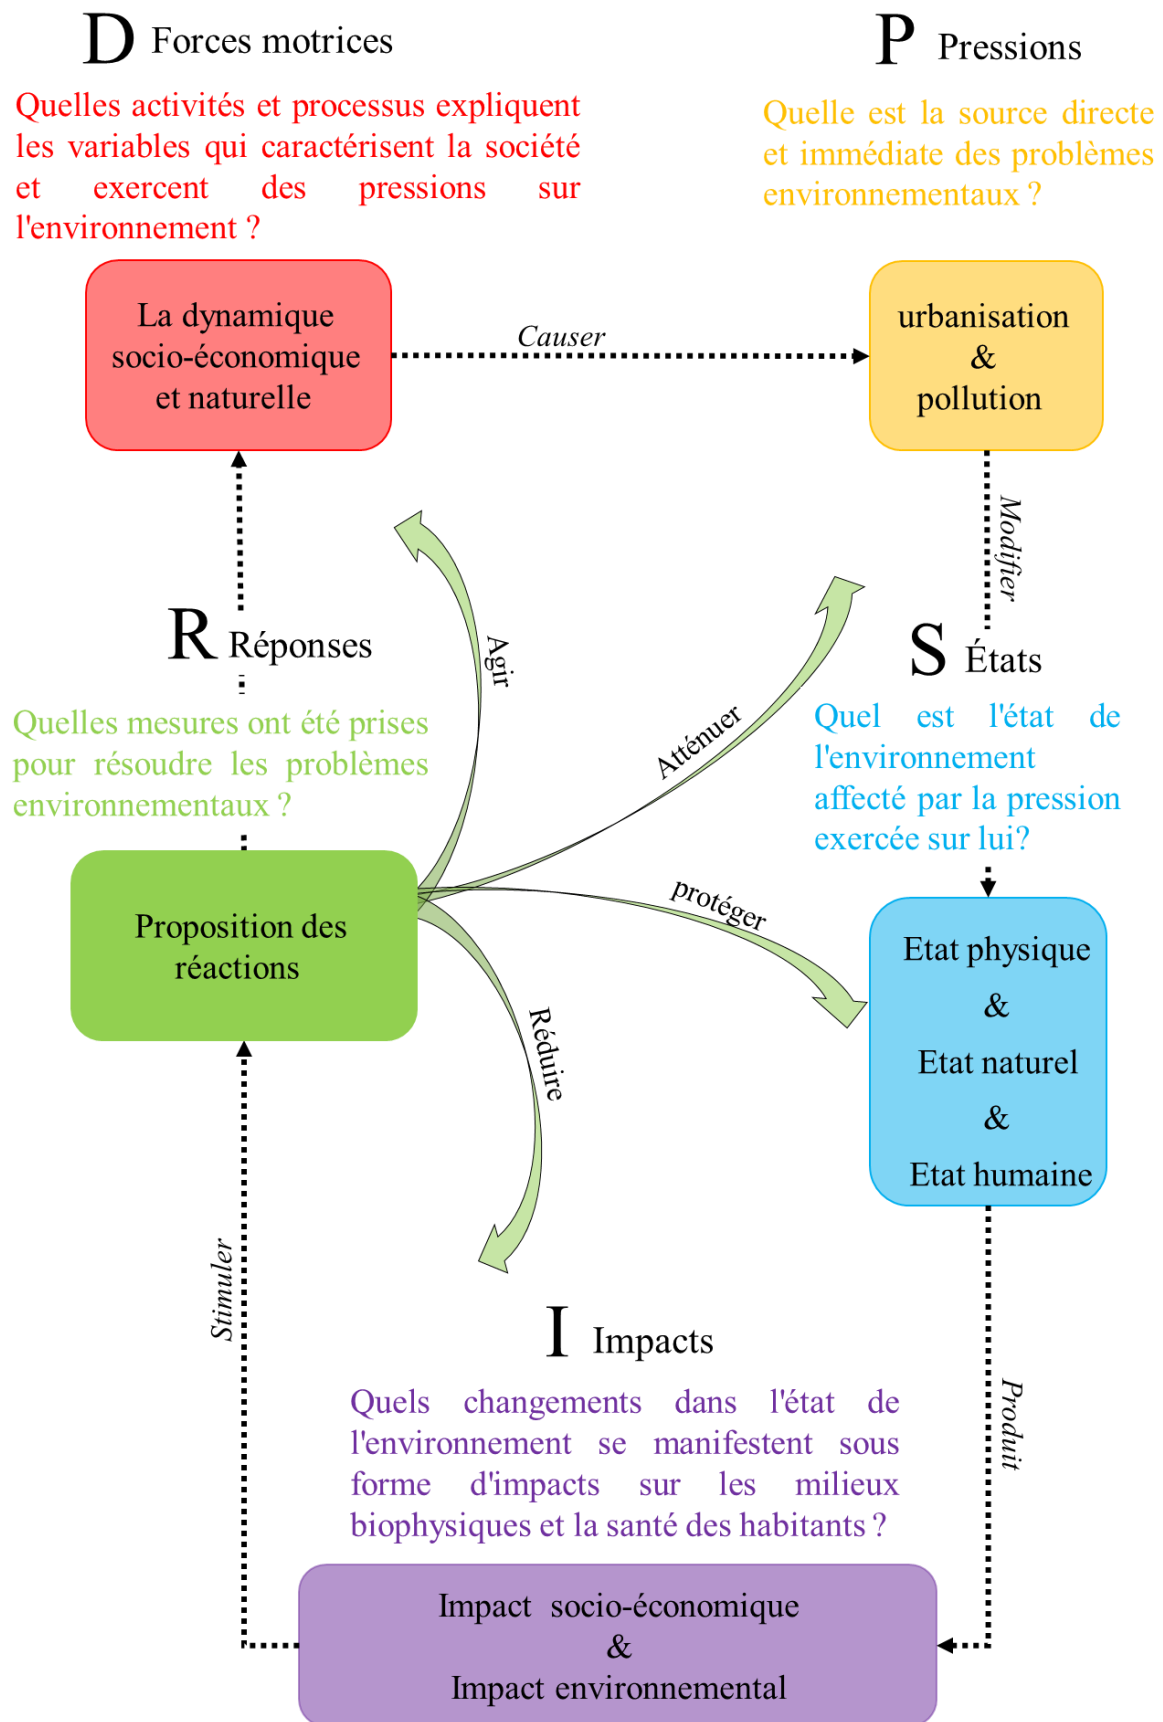 D Forces motrices
Quelles activités et processus expliquent
les variables qui caractérisent la société
et exercent des pressions sur
l'environnement ?
La dynamique
socio-économique
et naturelle
Causer
P Pressions
Quelle est la source directe
et immédiate des problèmes
environnementaux ?
urbanisation
&
pollution
Modifier
S États
Quel est l'état de
l'environnement
affecté par la pression
exercée sur lui?
Etat physique
&
Etat naturel
&
Etat humaine
Produit
R Réponses
Quelles mesures ont été prises
pour résoudre les problèmes
environnementaux ?
Proposition des
réactions
Agir
Atténuer
protéger
Réduire
Stimuler
I Impacts
Quels changements dans l'état de
l'environnement se manifestent sous
forme d'impacts sur les milieux
biophysiques et la santé des habitants ?
Impact socio-économique
&
Impact environnemental